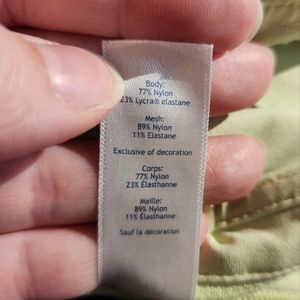 Body:
77% Nylon
23% Lycra® elastane
Mesh:
89% Nylon
11% Elastane
Exclusive of decoration
Corps:
77% Nylon
23% Élasthanne
Maille:
89% Nylon
11% Élasthanne
Sauf la décoration